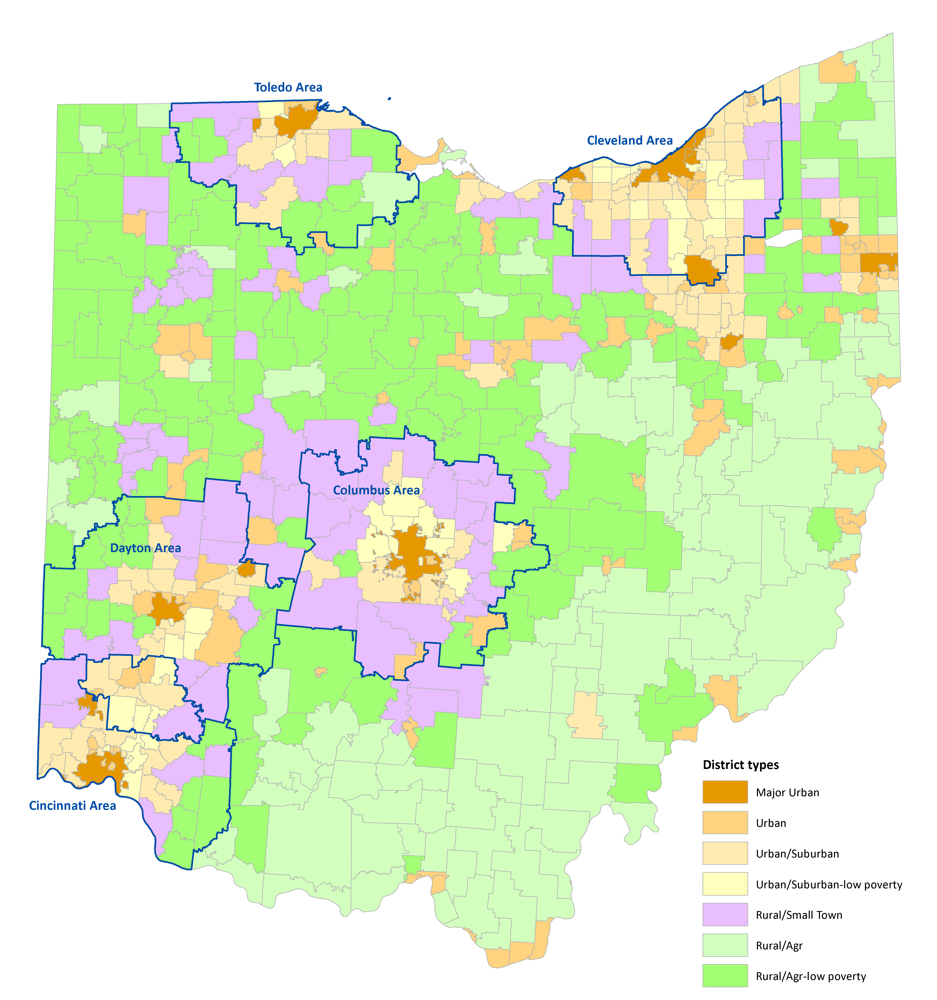 Toledo Area
Cleveland Area
Columbus Area
Dayton Area
Cincinnati Area
District types
Major Urban
Urban
Urban/Suburban
Urban/Suburban-low poverty
Rural/Small Town
Rural/Agr
Rural/Agr-low poverty